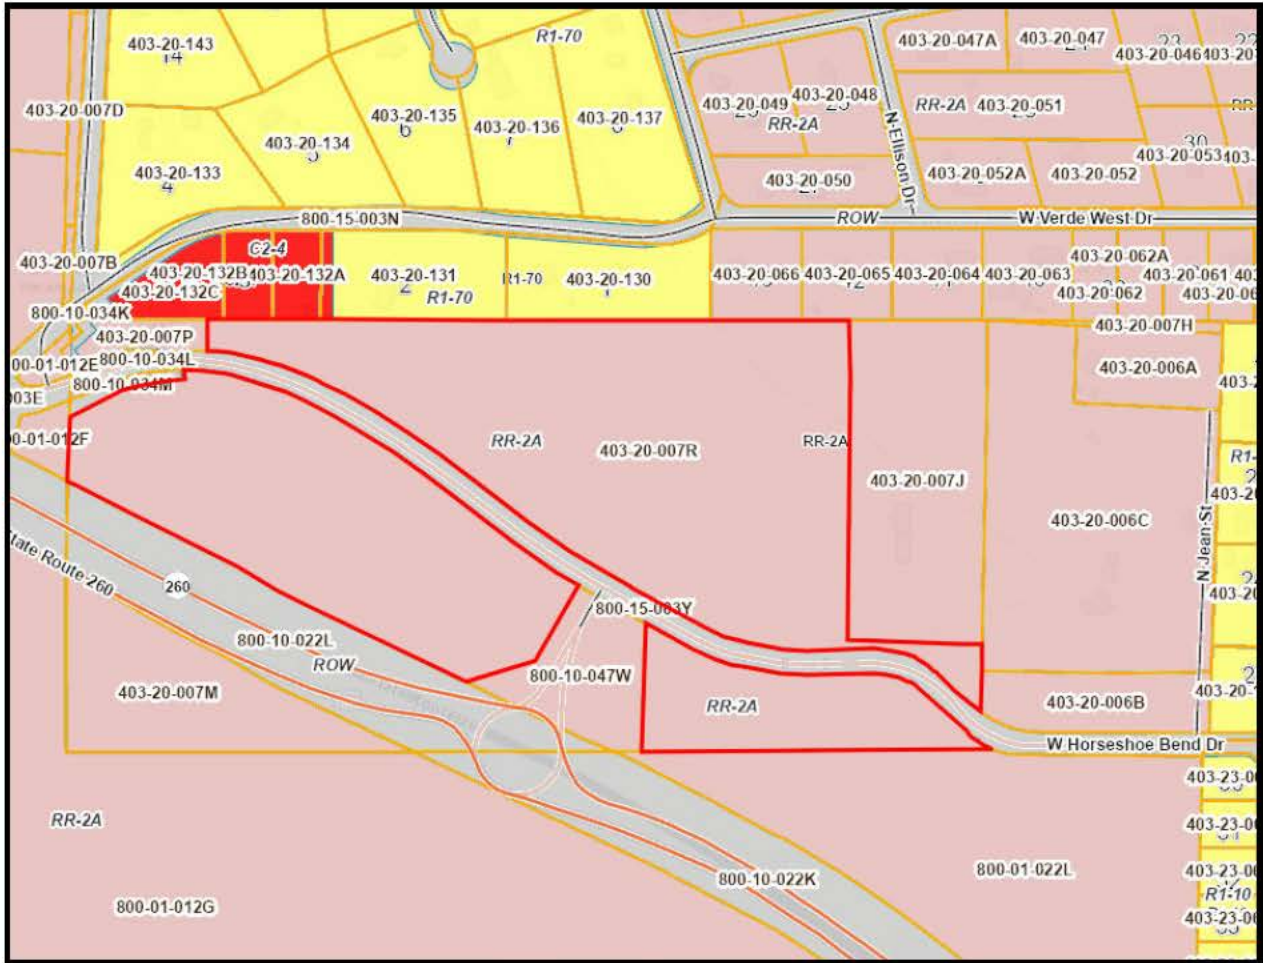 403-20-143
14
R1-70
403-20-047A
403-20-047
23
403-20-046
403-20-007D
403-20-135
6
403-20-136
7
403-20-137
403-20-049
403-20-048
RR-2A
RR-2A
403-20-051
N Ellison Dr
403-20-134
5
403-20-133
4
403-20-050
403-20-052A
403-20-052
30
403-20-053
800-15-003N
ROW
W Verde West Dr
403-20-007B
C2-4
403-20-132B
403-20-132A
403-20-132C
403-20-131
2
R1-70
R1-70
403-20-130
403-20-066
403-20-065
403-20-064
403-20-063
403-20-062A
403-20-061
403-20-062
800-10-034K
403-20-007P
403-20-007H
800-10-034L
403-20-006A
800-10-034M
RR-2A
403-20-007R
RR-2A
403-20-007J
403-20-006C
N Jean St
State Route 260
260
800-10-022L
ROW
800-15-003Y
800-10-047W
403-20-007M
RR-2A
403-20-006B
W Horseshoe Bend Dr
RR-2A
800-10-022K
800-01-022L
R1-10
800-01-012G